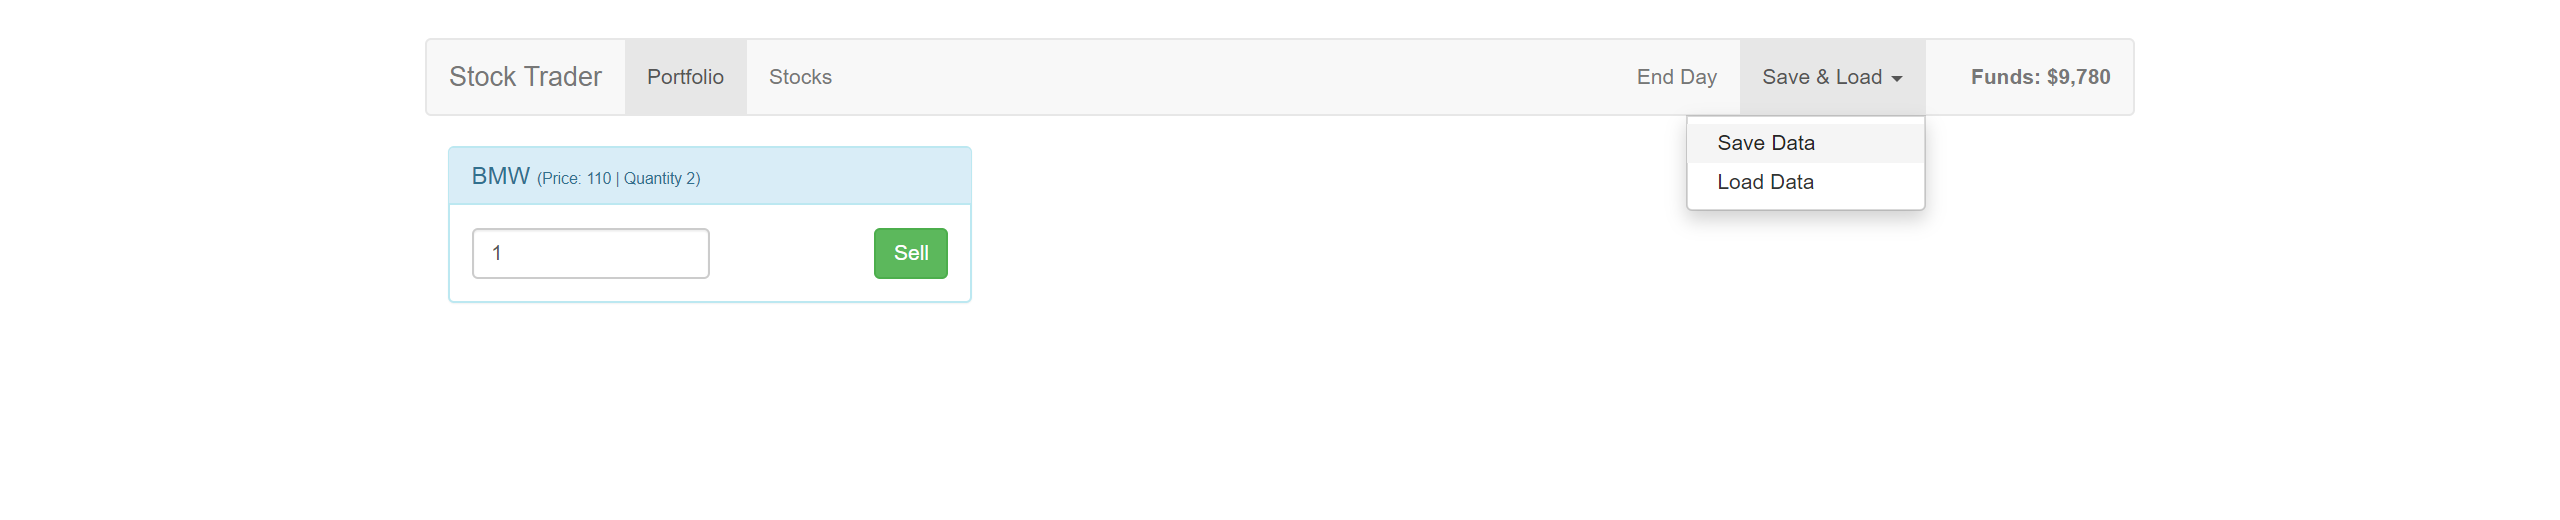 Stock Trader Portfolio Stocks End Day Save & Load Funds: $9,780
Save Data
Load Data
BMW (Price: 110 | Quantity 2)
1 Sell